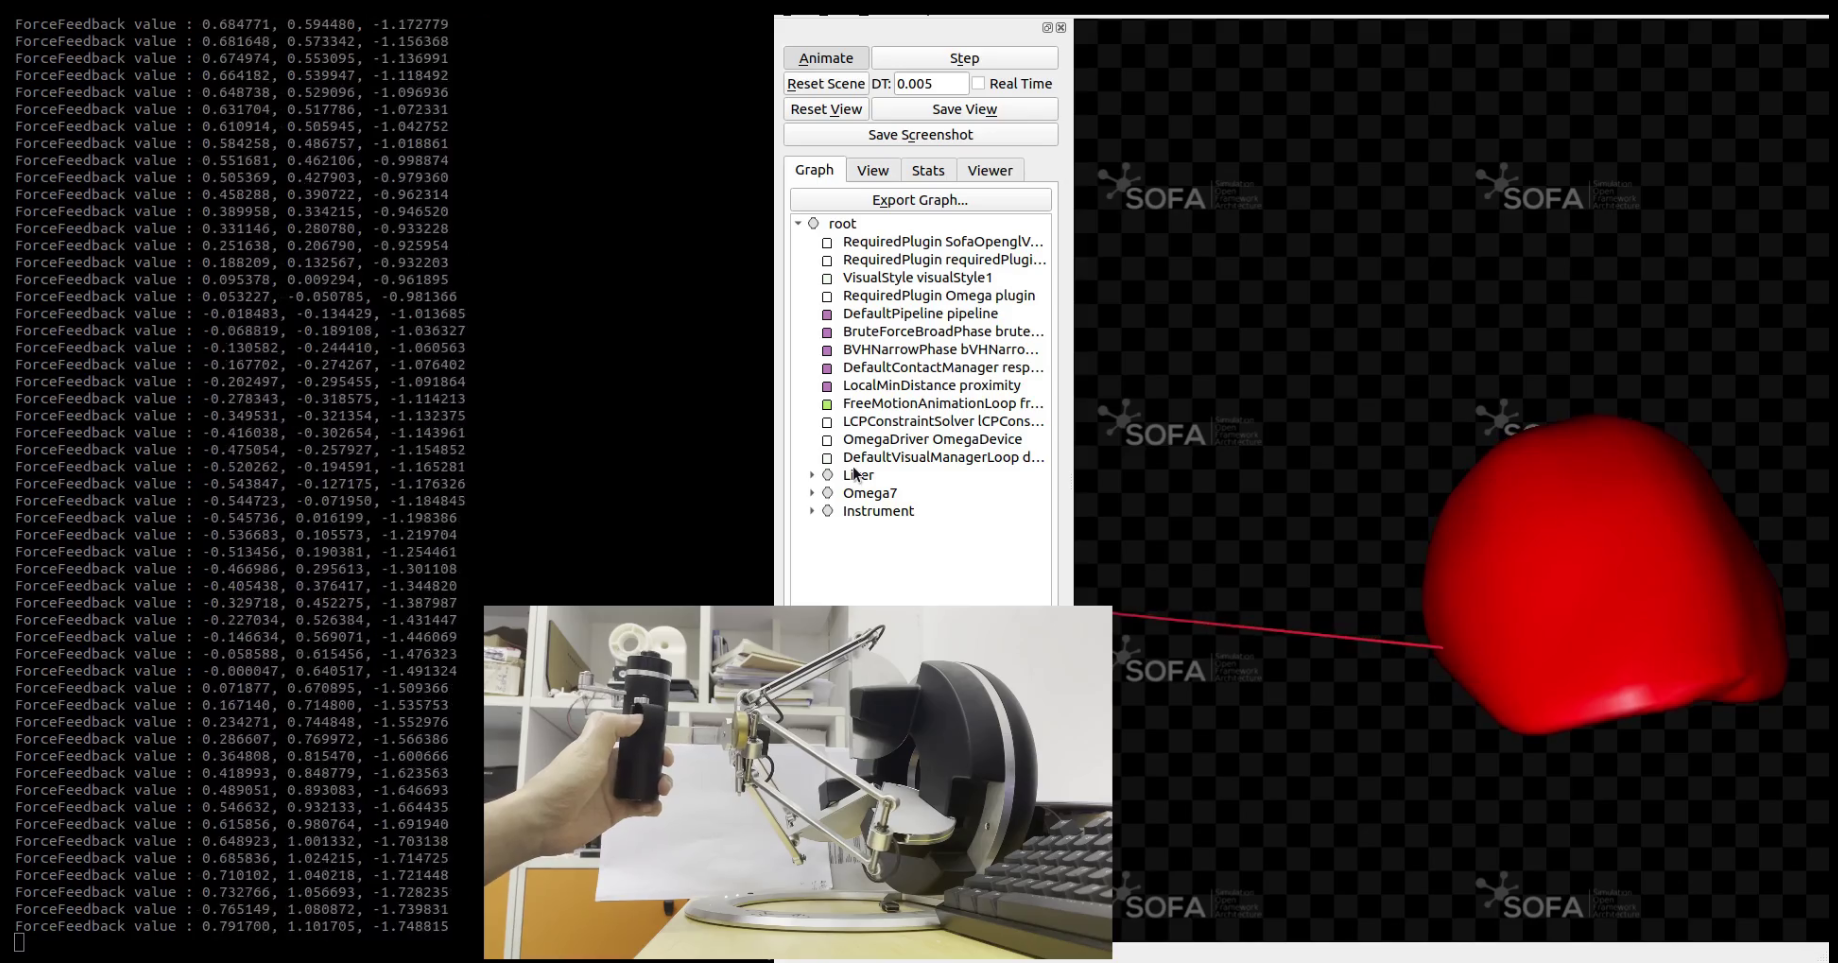 ForceFeedback value : 0.684771, 0.594480, -1.172779
ForceFeedback value : 0.681648, 0.573342, -1.156368
ForceFeedback value : 0.674974, 0.553095, -1.136991
ForceFeedback value : 0.664182, 0.539947, -1.118492
ForceFeedback value : 0.648738, 0.529096, -1.096936
ForceFeedback value : 0.631704, 0.517786, -1.072331
ForceFeedback value : 0.610914, 0.505945, -1.042752
ForceFeedback value : 0.584258, 0.486757, -1.018861
ForceFeedback value : 0.551681, 0.462106, -0.998874
ForceFeedback value : 0.505369, 0.427903, -0.979360
ForceFeedback value : 0.458288, 0.390722, -0.962314
ForceFeedback value : 0.389958, 0.334215, -0.946520
ForceFeedback value : 0.331146, 0.280780, -0.933228
ForceFeedback value : 0.251638, 0.206790, -0.925954
ForceFeedback value : 0.188209, 0.132567, -0.932203
ForceFeedback value : 0.095378, 0.009294, -0.961895
ForceFeedback value : 0.053227, -0.050785, -0.981366
ForceFeedback value : -0.018483, -0.134429, -1.013685
ForceFeedback value : -0.068819, -0.189108, -1.036327
ForceFeedback value : -0.130582, -0.244410, -1.060563
ForceFeedback value : -0.167702, -0.274267, -1.076402
ForceFeedback value : -0.202497, -0.295455, -1.091864
ForceFeedback value : -0.278343, -0.318575, -1.114213
ForceFeedback value : -0.349531, -0.321354, -1.132375
ForceFeedback value : -0.416038, -0.302654, -1.143961
ForceFeedback value : -0.475054, -0.257927, -1.154852
ForceFeedback value : -0.520262, -0.194591, -1.165281
ForceFeedback value : -0.543847, -0.127175, -1.176326
ForceFeedback value : -0.544723, -0.071950, -1.184845
ForceFeedback value : -0.545736, 0.016199, -1.198386
ForceFeedback value : -0.536683, 0.105573, -1.219704
ForceFeedback value : -0.513456, 0.190381, -1.254461
ForceFeedback value : -0.466986, 0.295613, -1.301108
ForceFeedback value : -0.405438, 0.376417, -1.344820
ForceFeedback value : -0.329718, 0.452275, -1.387987
ForceFeedback value : -0.227034, 0.526384, -1.431447
ForceFeedback value : -0.146634, 0.569071, -1.446069
ForceFeedback value : -0.058588, 0.615456, -1.476323
ForceFeedback value : -0.000047, 0.640517, -1.491324
ForceFeedback value : 0.071877, 0.670895, -1.509366
ForceFeedback value : 0.167140, 0.714800, -1.535753
ForceFeedback value : 0.234271, 0.744848, -1.552976
ForceFeedback value : 0.286607, 0.769972, -1.566386
ForceFeedback value : 0.364808, 0.815470, -1.600666
ForceFeedback value : 0.418993, 0.848779, -1.623563
ForceFeedback value : 0.489051, 0.893083, -1.646693
ForceFeedback value : 0.546632, 0.932133, -1.664435
ForceFeedback value : 0.615856, 0.980764, -1.691940
ForceFeedback value : 0.648923, 1.001332, -1.703138
ForceFeedback value : 0.685836, 1.024215, -1.714725
ForceFeedback value : 0.710102, 1.040218, -1.721448
ForceFeedback value : 0.732766, 1.056693, -1.728235
ForceFeedback value : 0.765149, 1.080872, -1.739831
ForceFeedback value : 0.791700, 1.101705, -1.748815
Animate Step
Reset Scene DT: 0.005 Real Time
Reset View Save View
Save Screenshot
Graph View Stats Viewer
Export Graph...
root
RequiredPlugin SofaOpenglV...
RequiredPlugin requiredPlugi...
VisualStyle visualStyle1
RequiredPlugin Omega plugin
DefaultPipeline pipeline
BruteForceBroadPhase brute...
BVHNarrowPhase bVHNarro...
DefaultContactManager resp...
LocalMinDistance proximity
FreeMotionAnimationLoop fr...
LCPConstraintSolver lCPCons...
OmegaDriver OmegaDevice
DefaultVisualManagerLoop d...
Liver
Omega7
Instrument
SOFA Simulation Open Framework Architecture
SOFA Simulation Open Framework Architecture
SOFA Simulation Open Framework Architecture
SOFA
SOFA Simulation Open Framework Architecture
SOFA Simulation Open Framework Architecture
SOFA Simulation Open Framework Architecture